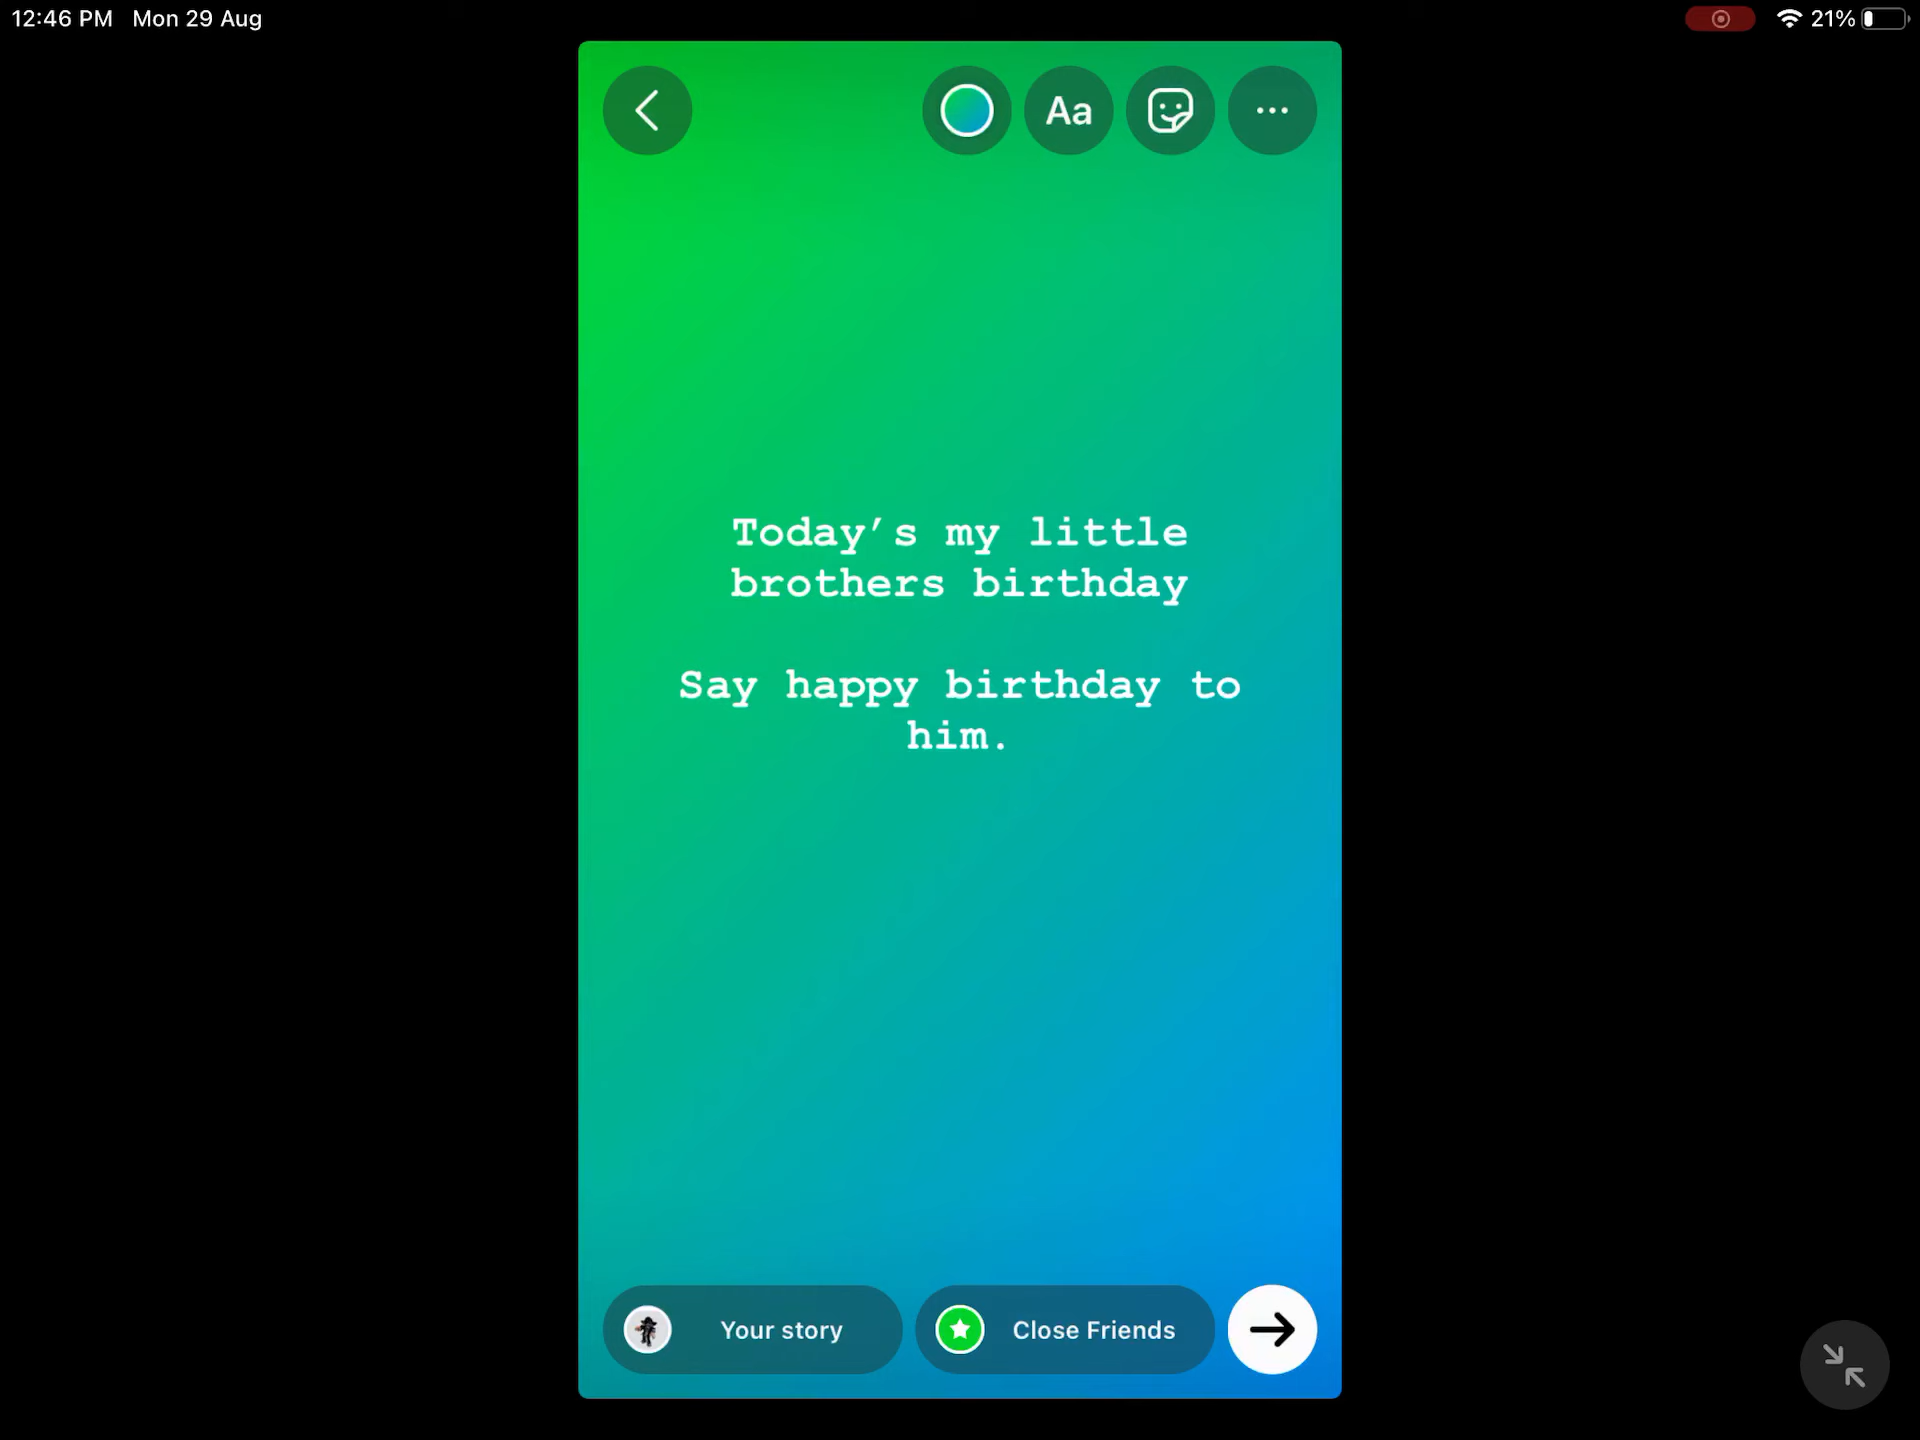 12:46 PM Mon 29 Aug
21%
Aa
Today’s my little
brothers birthday
Say happy birthday to
him.
Your story
Close Friends